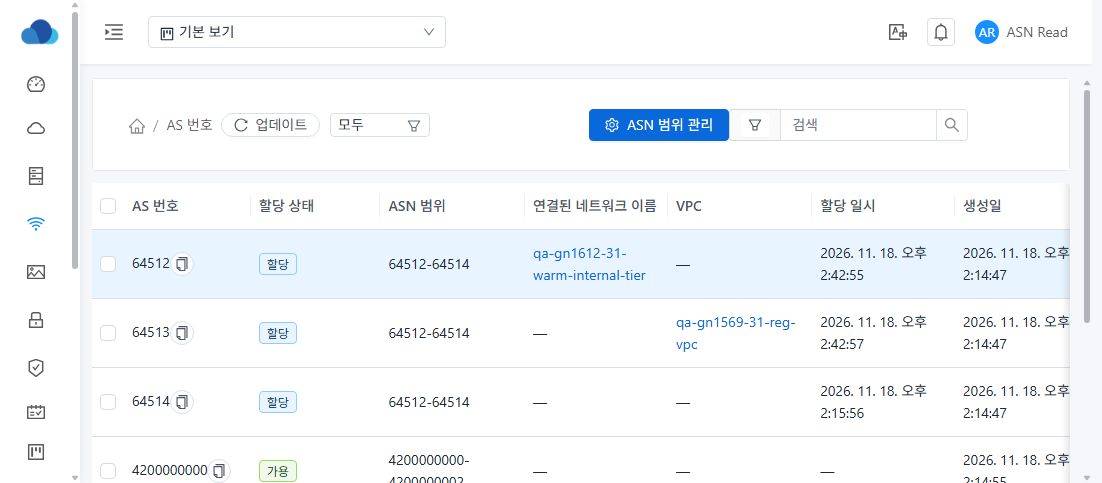 기본 보기
AR ASN Read
/ AS 번호
업데이트
모두
ASN 범위 관리
검색
AS 번호 할당 상태 ASN 범위 연결된 네트워크 이름 VPC 할당 일시 생성일
64512 할당 64512-64514 qa-gn1612-31- — 2026. 11. 18. 오후 2026. 11. 18. 오후
warm-internal-tier 2:42:55 2:14:47
64513 할당 64512-64514 — qa-gn1569-31-reg- 2026. 11. 18. 오후 2026. 11. 18. 오후
vpc 2:42:57 2:14:47
64514 할당 64512-64514 — — 2026. 11. 18. 오후 2026. 11. 18. 오후
2:15:56 2:14:47
4200000000 가용 4200000000- — — — 2026. 11. 18. 오후
4200000002 2:14:55